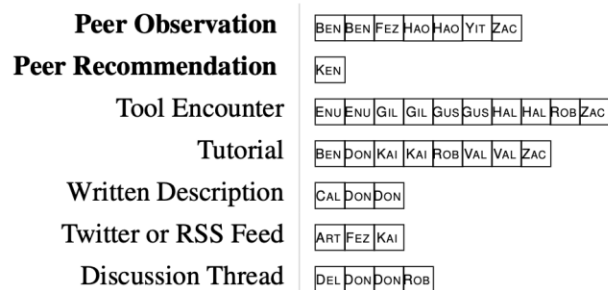 Peer Observation BEN BEN FEZ HAO HAO YIT ZAC
Peer Recommendation KEN
Tool Encounter ENU ENU GIL GIL GUS GUS HAL HAL ROB ZAC
Tutorial BEN DON KAI KAI ROB VAL VAL ZAC
Written Description CAL DON DON
Twitter or RSS Feed ART FEZ KAI
Discussion Thread DEL DON DON ROB